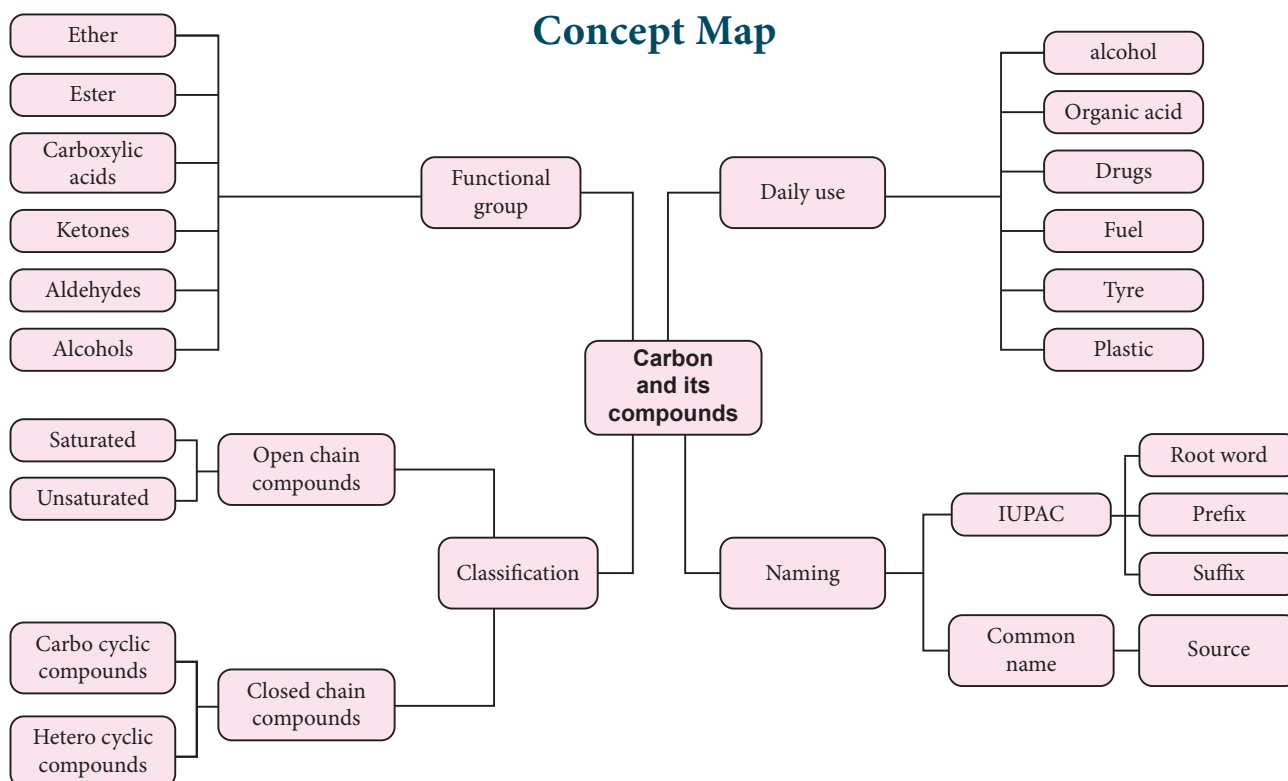 Concept Map
Ether
Ester
Carboxylic
acids
Ketones
Aldehydes
Alcohols
Functional
group
Daily use
alcohol
Organic acid
Drugs
Fuel
Tyre
Plastic
Carbon
and its
compounds
Saturated
Unsaturated
Open chain
compounds
Classification
Carbo cyclic
compounds
Hetero cyclic
compounds
Closed chain
compounds
Naming
IUPAC
Root word
Prefix
Suffix
Common
name
Source